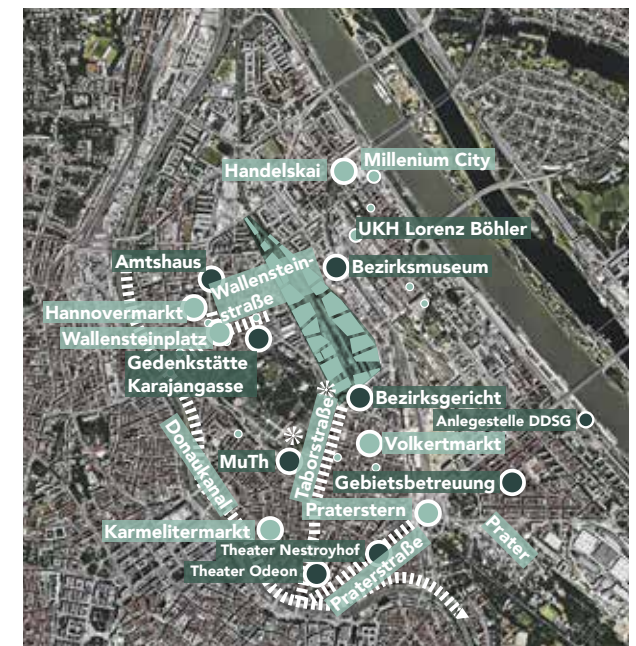 Handelskai
Millenium City
UKH Lorenz Böhler
Amtshaus
Wallenstein-
straße
Bezirksmuseum
Hannovermarkt
Wallensteinplatz
Gedenkstätte
Karajangasse
Bezirksgericht
Anlegestelle DDSG
Taborstraße
Volkertmarkt
Donaukanal
MuTh
Gebietsbetreuung
Praterstern
Karmelitermarkt
Prater
Theater Nestroyhof
Theater Odeon
Praterstraße